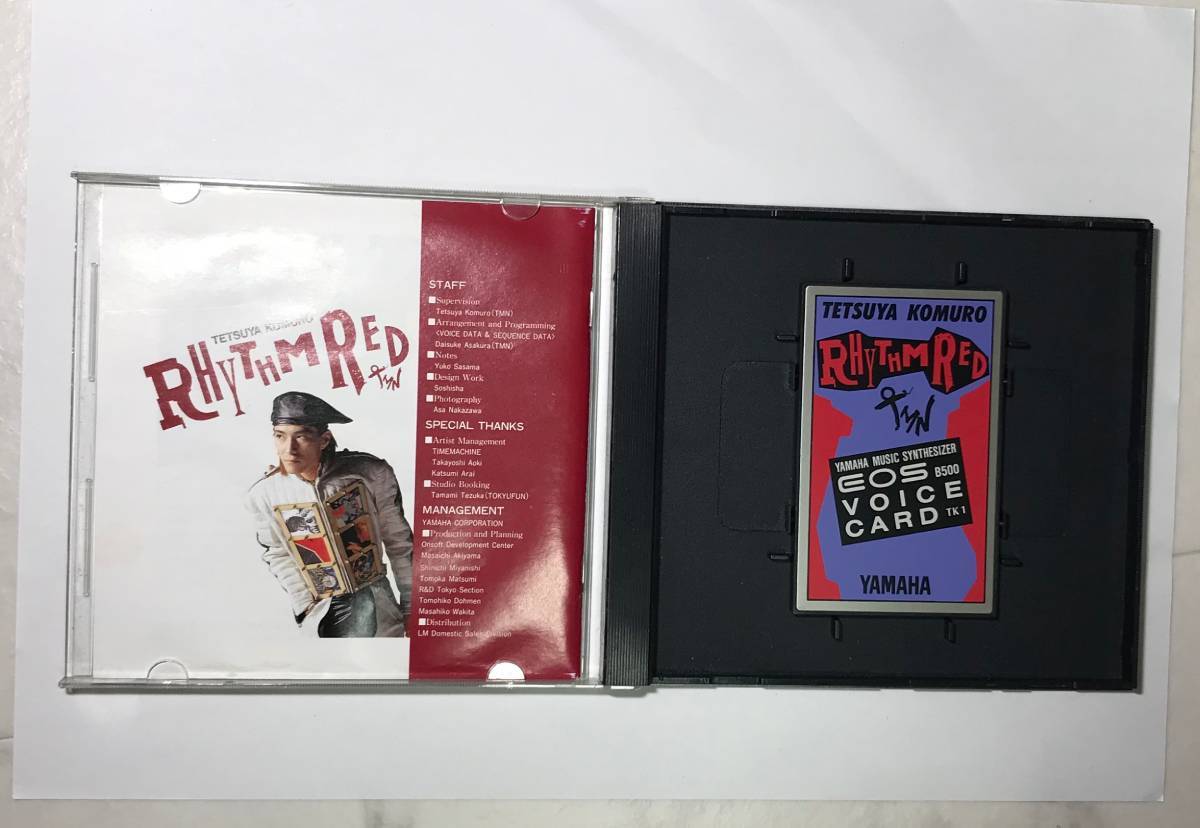 TETSUYA KOMURO
RHYTHM RED
TMN
STAFF
■Supervision
Tetsuya Komuro(TMN)
■Arrangement and Programming
〈VOICE DATA & SEQUENCE DATA〉
Daisuke Asakura(TMN)
■Notes
Yuko Sasama
■Design Work
Soshisha
■Photography
Asa Nakazawa
SPECIAL THANKS
■Artist Management
TIMEMACHINE
Takayoshi Aoki
Katsumi Arai
■Studio Booking
Tamami Tezuka(TOKYUFUN)
MANAGEMENT
YAMAHA CORPORATION
■Production and Planning
Onsoft Development Center
Masaichi Akiyama
Shinichi Miyanishi
Tomoka Matsumi
R&D Tokyo Section
Tomohiko Dohmen
Masahiko Wakita
■Distribution
LM Domestic Sales Division
TETSUYA KOMURO
RHYTHM RED
TMN
YAMAHA MUSIC SYNTHESIZER
EOS B500
VOICE
CARD TK1
YAMAHA